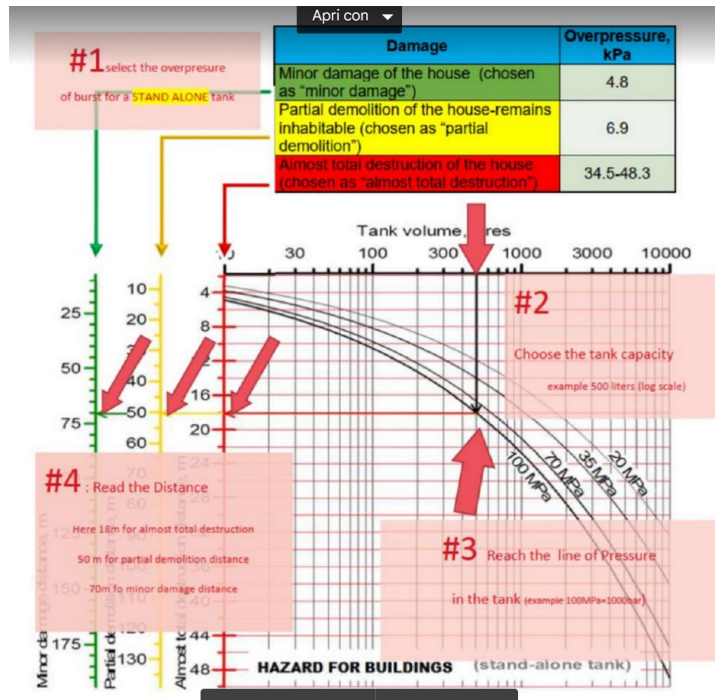 Apri con
Damage
Overpressure,
kPa
#1 select the overpresure
of burst for a STAND ALONE tank
Minor damage of the house (chosen
as "minor damage")
4.8
Partial demolition of the house-remains
inhabitable (chosen as "partial
demolition")
6.9
Almost total destruction of the house
(chosen as "almost total destruction")
34.5-48.3
Tank volume,
30 100 300 1000 3000 10000
10
20
40
50
60
130
25
50
75
150
175
4
8
16
20
24
40
44
48
#2
Choose the tank capacity
example 500 liters (log scale)
100 MPa
70 MPa
35 MPa
20 MPa
#4 : Read the Distance
Here 18m for almost total destruction
50 m for partial demolition distance
70m fo minor damage distance
#3 Reach the line of Pressure
in the tank (example 100MPa=1000bar)
HAZARD FOR BUILDINGS (stand-alone tank)